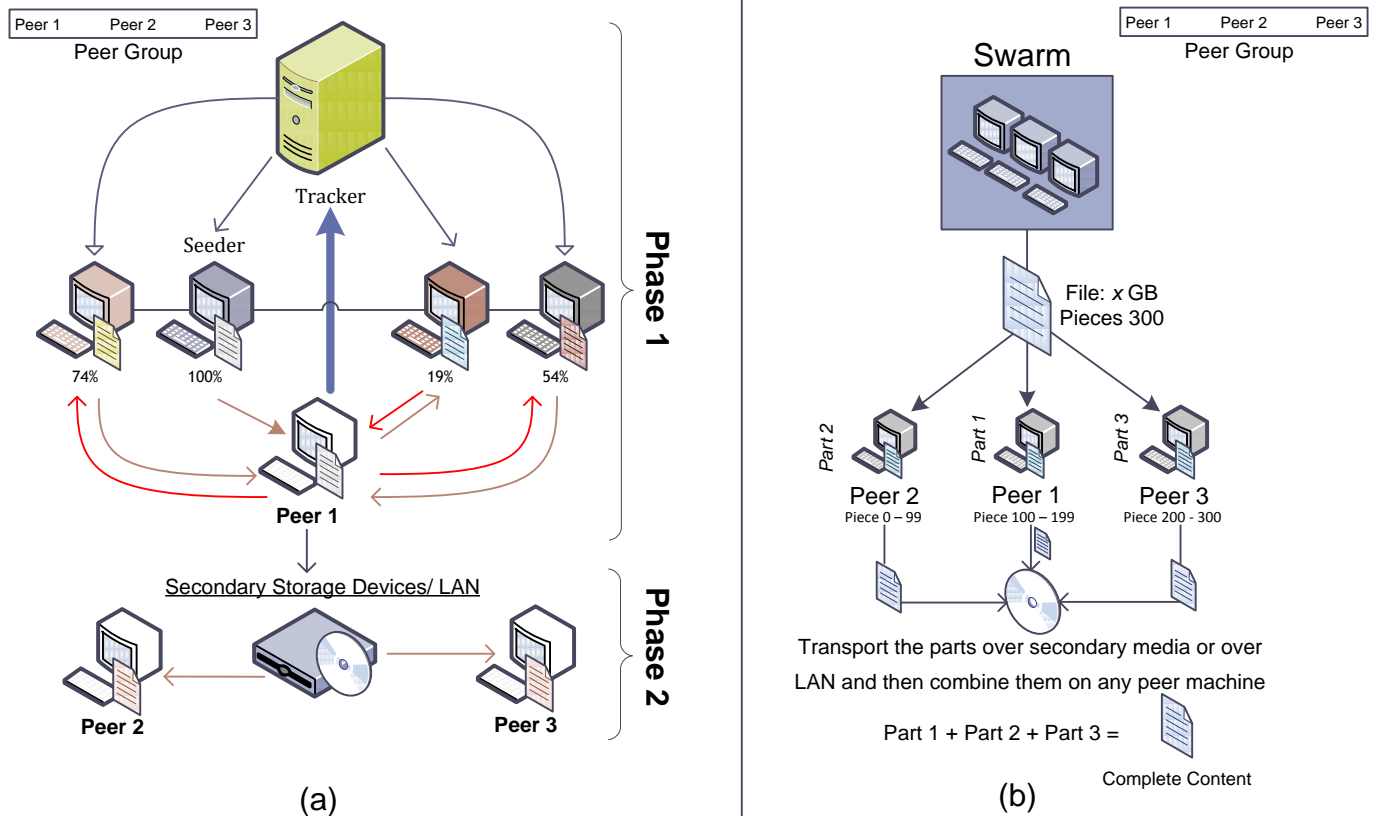 Peer 1 Peer 2 Peer 3
Peer Group
Tracker
Seeder
74%
100%
19%
54%
Peer 1
Phase 1
Secondary Storage Devices/ LAN
Peer 2
Peer 3
Phase 2
(a)
Peer 1 Peer 2 Peer 3
Peer Group
Swarm
File: x GB
Pieces 300
Part 2
Part 1
Part 3
Peer 2
Peer 1
Peer 3
Piece 0 – 99
Piece 100 – 199
Piece 200 - 300
Transport the parts over secondary media or over
LAN and then combine them on any peer machine
Part 1 + Part 2 + Part 3 =
Complete Content
(b)